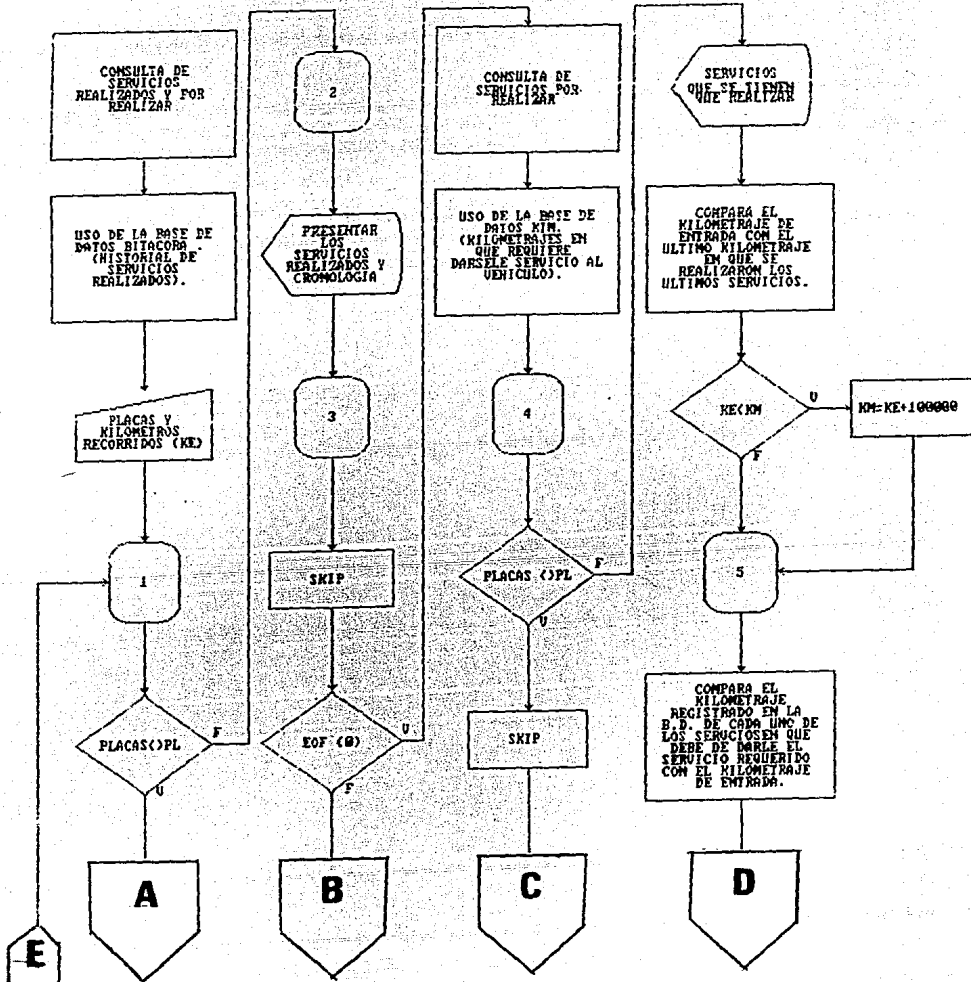 CONSULTA DE
SERVICIOS
REALIZADOS Y POR
REALIZAR
USO DE LA BASE DE
DATOS BITACORA .
(HISTORIAL DE
SERVICIOS
REALIZADOS).
PLACAS Y
KILOMETROS
RECORRIDOS (KE)
1
PLACAS<>PL
F
V
A
E
2
PRESENTAR
LOS
SERVICIOS
REALIZADOS Y
CROMOLOGIA
3
SKIP
EOF (0)
V
F
B
CONSULTA DE
SERVICIOS POR
REALIZAR
USO DE LA BASE DE
DATOS KIM.
(KILOMETRAJES EN
QUE REQUIERE
DARSELE SERVICIO AL
VEHICULO).
4
PLACAS <>PL
F
V
SKIP
C
SERVICIOS
QUE SE TIENEN
QUE REALIZAR
COMPARA EL
KILOMETRAJE DE
ENTRADA CON EL
ULTIMO KILOMETRAJE
EN QUE SE
REALIZARON LOS
ULTIMOS SERVICIOS.
KE<KM
V
F
KM=KE+100000
5
COMPARA EL
KILOMETRAJE
REGISTRADO EN LA
B.D. DE CADA UNO DE
LOS SERVCIOSEN QUE
DEBE DE DARLE EL
SERVICIO REQUERIDO
CON EL KILOMETRAJE
DE ENTRADA.
D